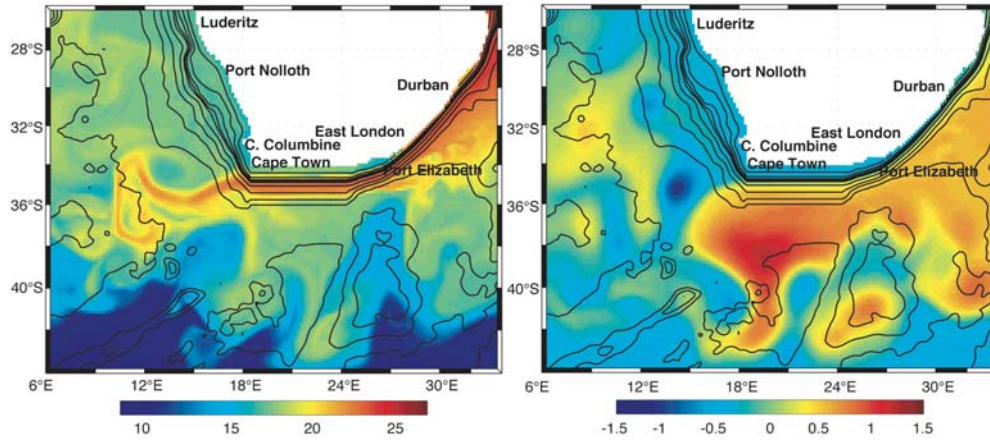 28°S
32°S
36°S
40°S
Luderitz
Port Nolloth
Durban
East London
C. Columbine
Cape Town
Port Elizabeth
6°E 12°E 18°E 24°E 30°E
10 15 20 25
28°S
32°S
36°S
40°S
Luderitz
Port Nolloth
Durban
East London
C. Columbine
Cape Town
Port Elizabeth
6°E 12°E 18°E 24°E 30°E
-1.5 -1 -0.5 0 0.5 1 1.5